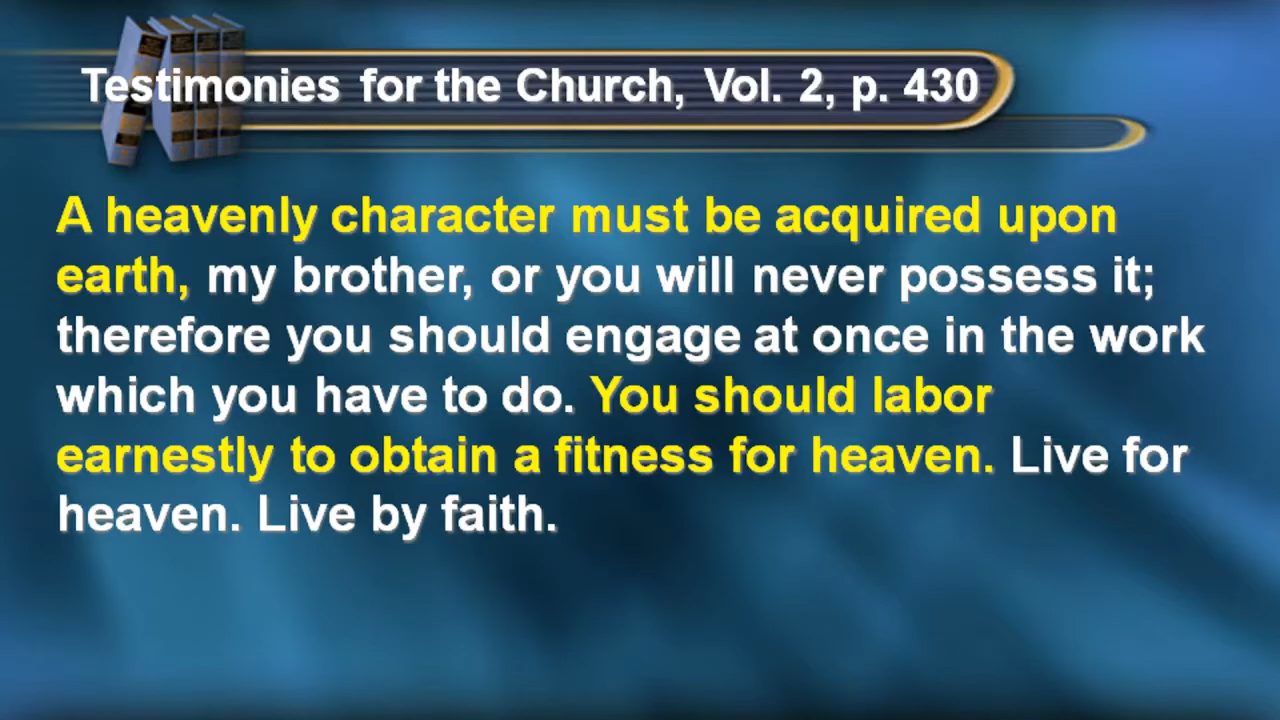 Testimonies for the Church, Vol. 2, p. 430
A heavenly character must be acquired upon
earth, my brother, or you will never possess it;
therefore you should engage at once in the work
which you have to do. You should labor
earnestly to obtain a fitness for heaven. Live for
heaven. Live by faith.